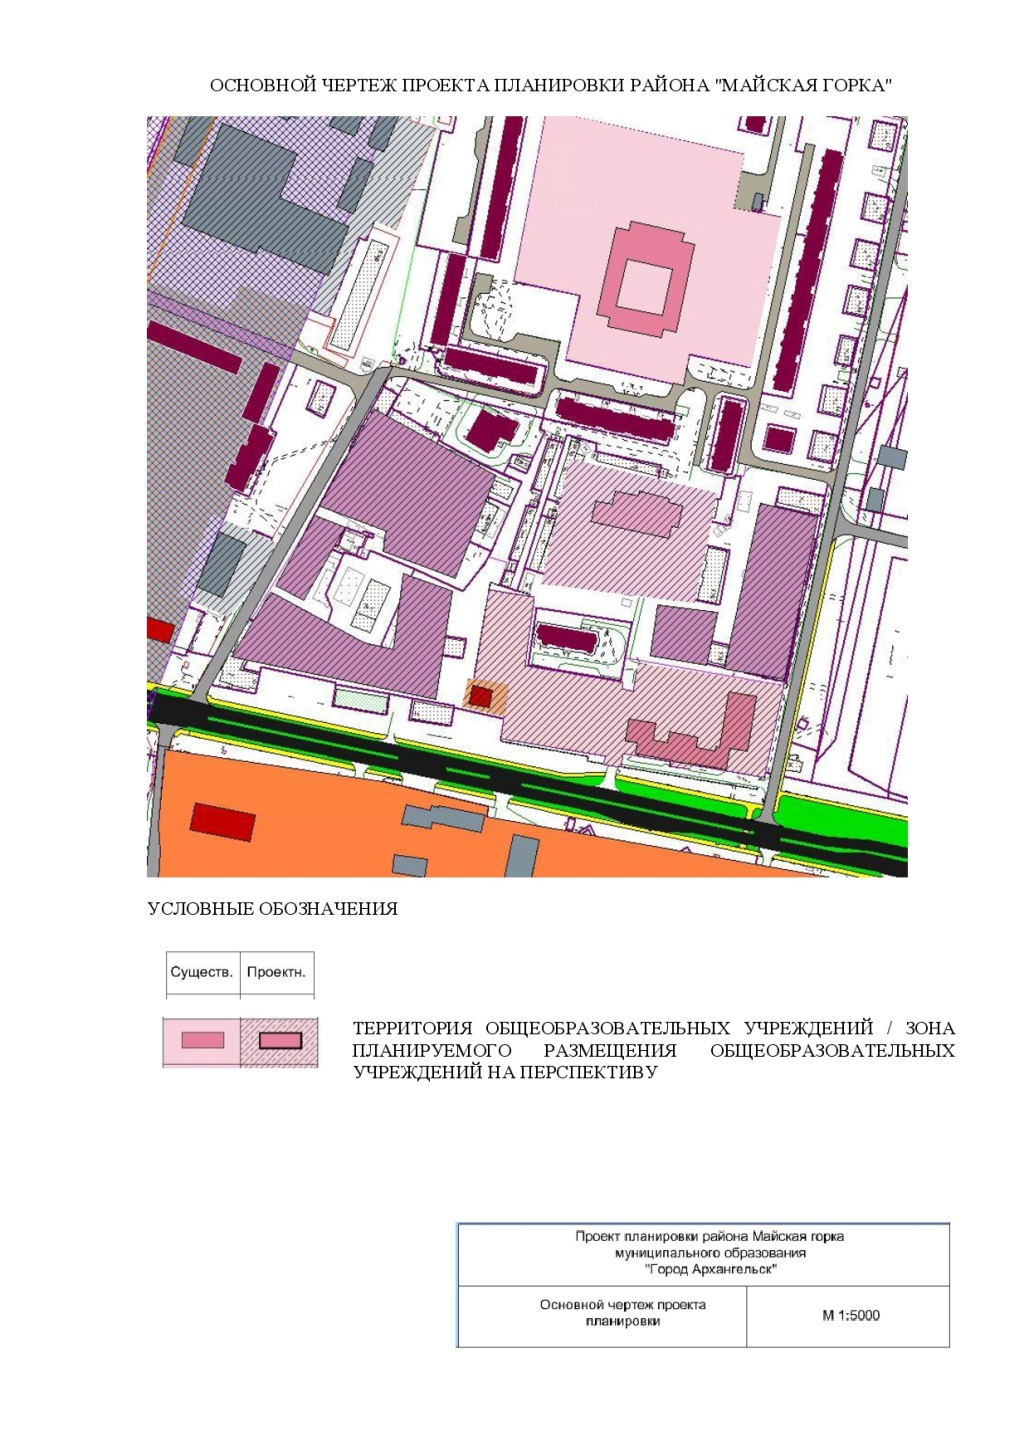 ОСНОВНОЙ ЧЕРТЕЖ ПРОЕКТА ПЛАНИРОВКИ РАЙОНА "МАЙСКАЯ ГОРКА"
УСЛОВНЫЕ ОБОЗНАЧЕНИЯ
Существ. Проектн.
ТЕРРИТОРИЯ ОБЩЕОБРАЗОВАТЕЛЬНЫХ УЧРЕЖДЕНИЙ / ЗОНА
ПЛАНИРУЕМОГО РАЗМЕЩЕНИЯ ОБЩЕОБРАЗОВАТЕЛЬНЫХ
УЧРЕЖДЕНИЙ НА ПЕРСПЕКТИВУ
Проект планировки района Майская горка
муниципального образования
"Город Архангельск"
Основной чертеж проекта
планировки
М 1:5000